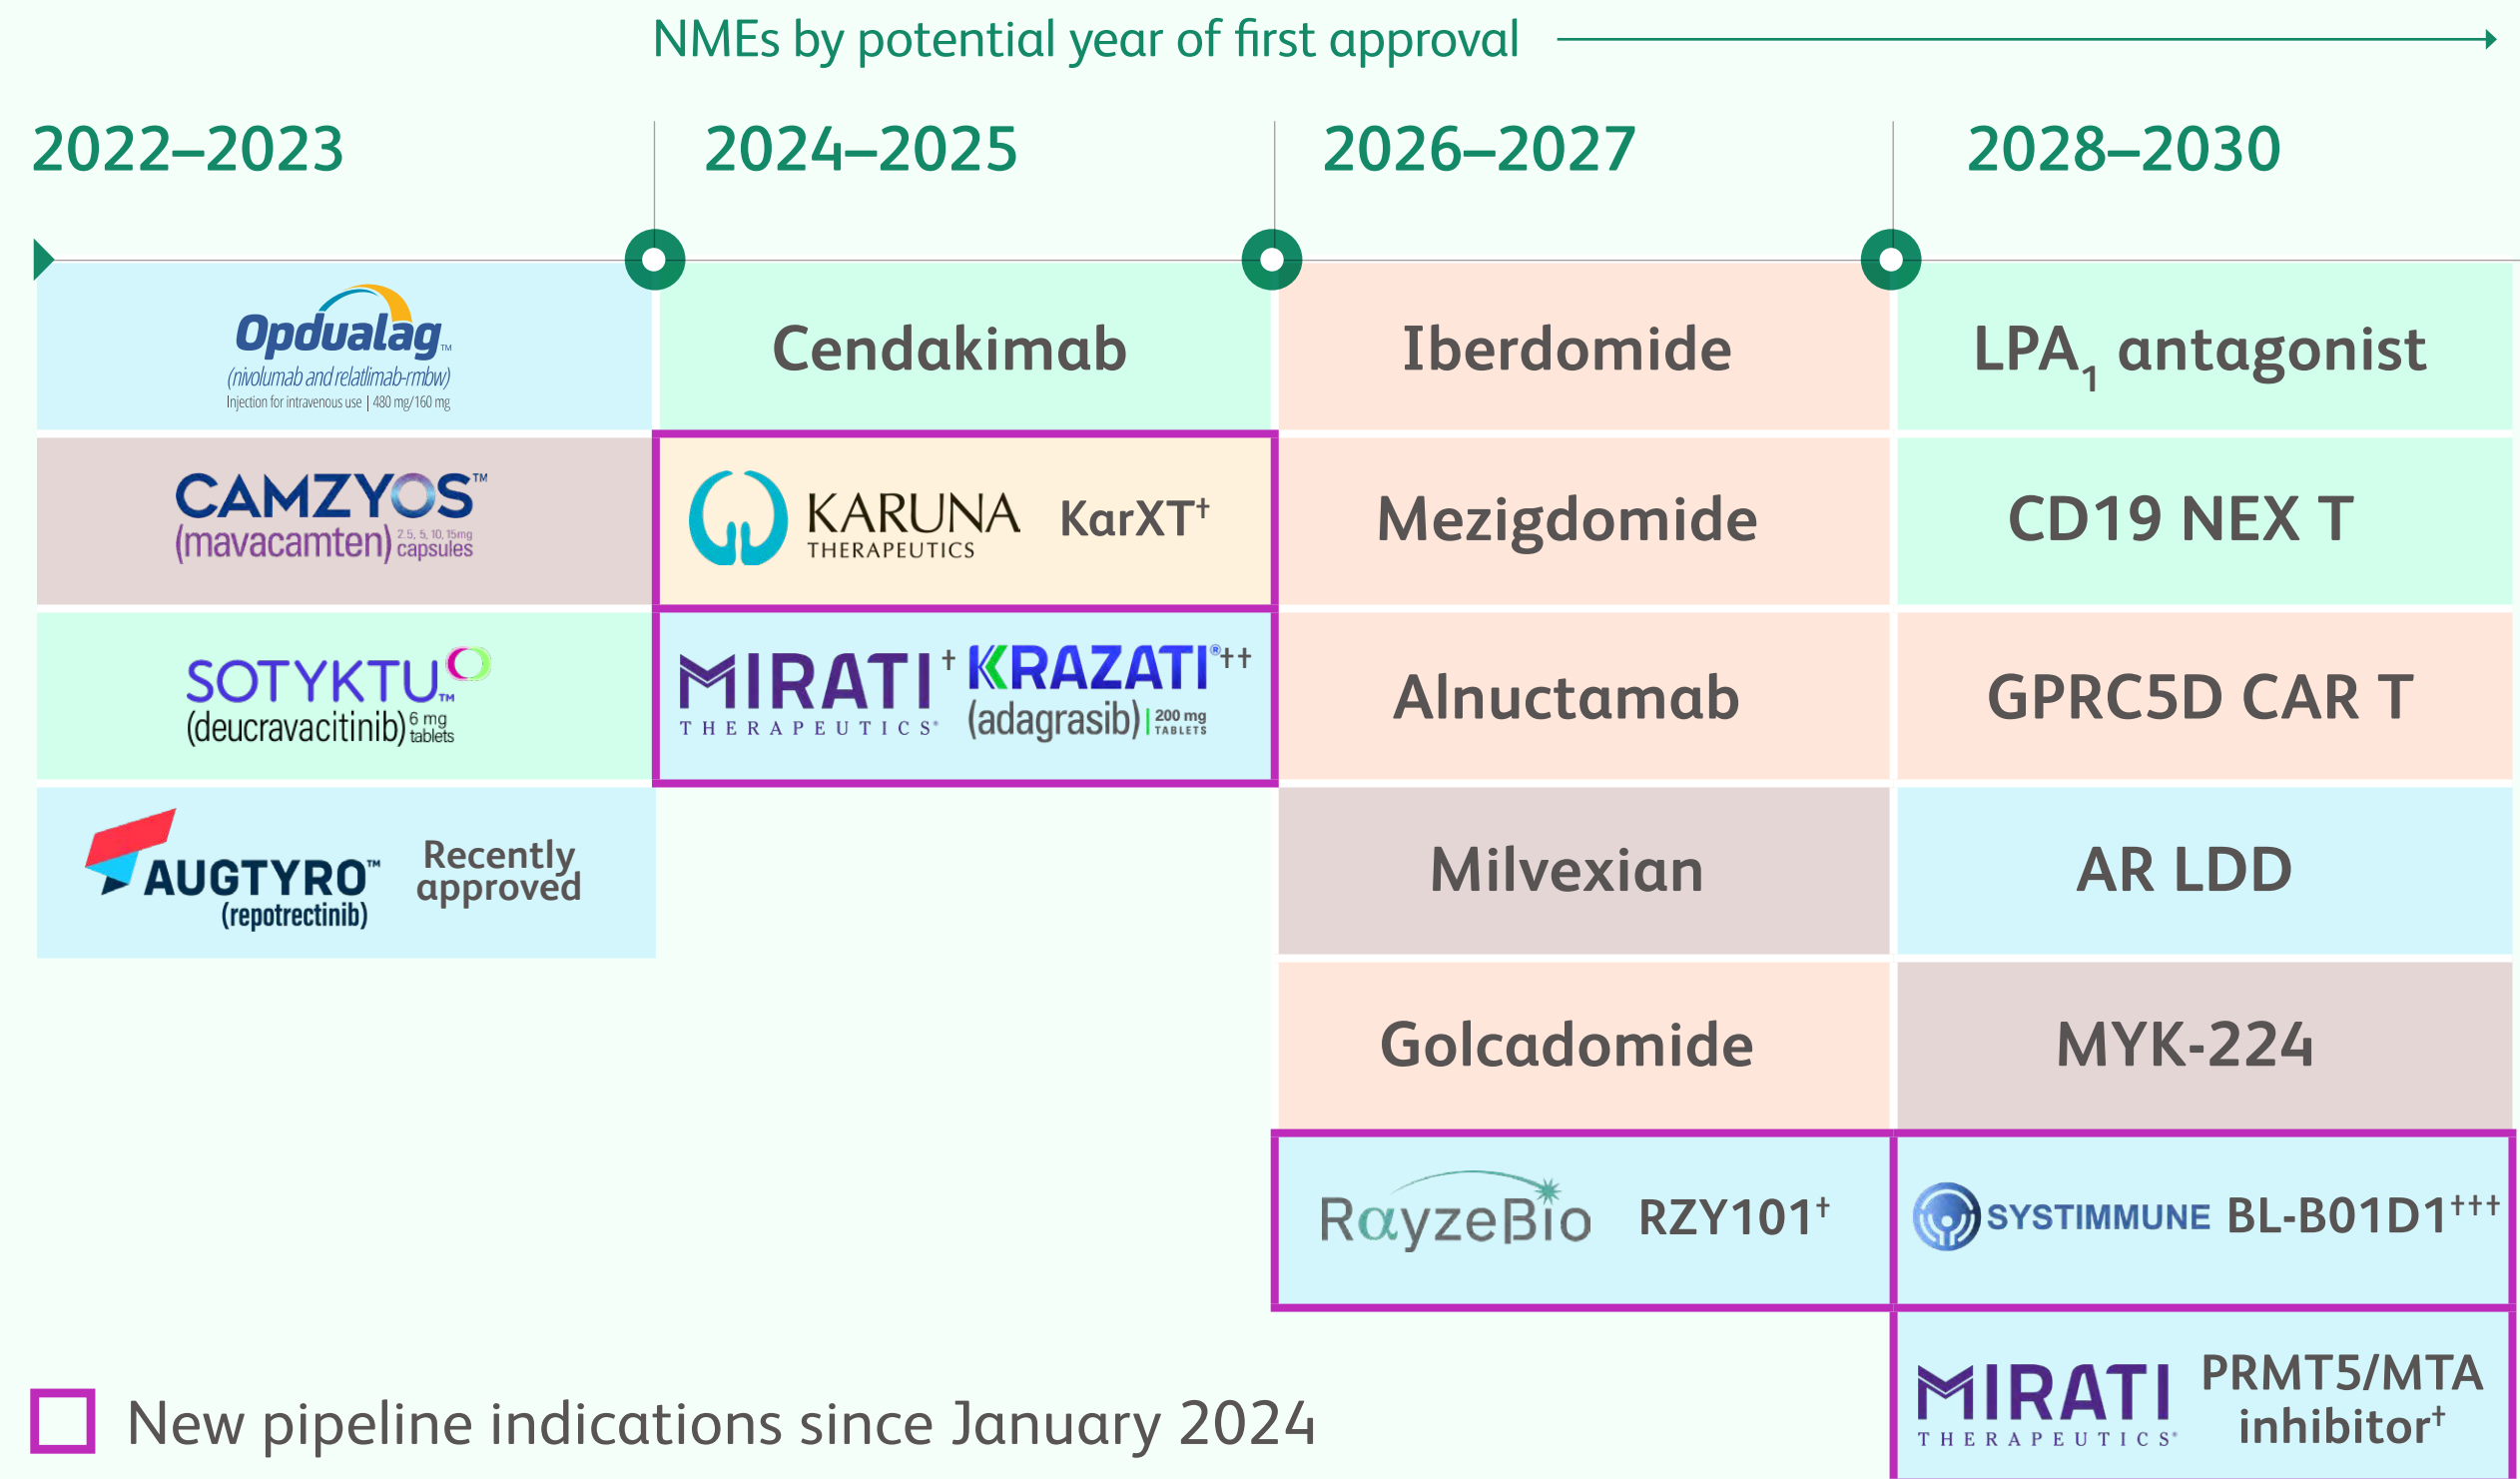 NMEs by potential year of first approval
2022–2023
2024–2025
2026–2027
2028–2030
Opdualag™
(nivolumab and relatlimab-rmbw)
Injection for intravenous use | 480 mg/160 mg
Cendakimab
Iberdomide
LPA₁ antagonist
CAMZYOS™
(mavacamten) 2.5, 5, 10, 15mg
capsules
KARUNA
THERAPEUTICS
KarXT†
Mezigdomide
CD19 NEX T
SOTYKTU™
(deucravacitinib) 6 mg
tablets
MIRATI†
THERAPEUTICS®
KRAZATI®††
(adagrasib) | 200 mg
TABLETS
Alnuctamab
GPRC5D CAR T
AUGTYRO™
(repotrectinib)
Recently
approved
Milvexian
AR LDD
Golcadomide
MYK-224
RαyzeBio
RZY101†
SYSTIMMUNE
BL-B01D1†††
MIRATI
THERAPEUTICS®
PRMT5/MTA
inhibitor†
New pipeline indications since January 2024